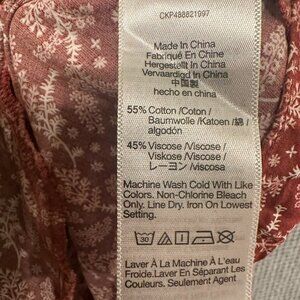 CKP488821997
Made In China
Fabriqué En Chine
Hergestellt In China
Vervaardigd In China
中国製
hecho en china
55% Cotton /Coton /
Baumwolle /Katoen / 綿 /
algodón
45% Viscose /Viscose /
Viskose /Viscose /
レーヨン /viscosa
Machine Wash Cold With Like
Colors. Non-Chlorine Bleach
Only. Line Dry. Iron On Lowest
Setting.
30
Laver À La Machine À L'eau
Froide.Laver En Séparant Les
Couleurs. Seulement Agent De